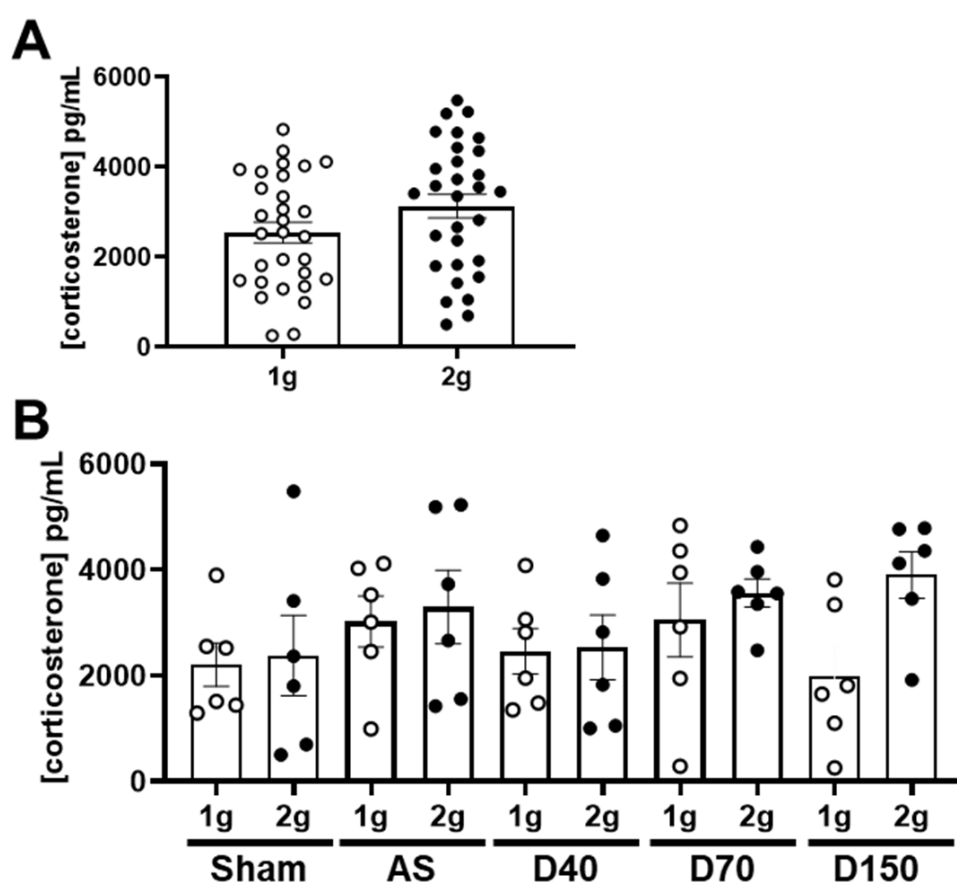 A
[corticosterone] pg/mL
6000
4000
2000
0
1g 2g
B
[corticosterone] pg/mL
6000
4000
2000
0
1g 2g 1g 2g 1g 2g 1g 2g 1g 2g
Sham AS D40 D70 D150